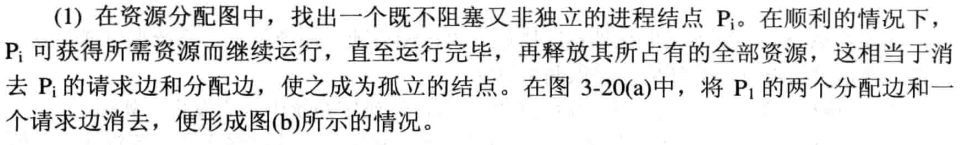 (1) 在资源分配图中，找出一个既不阻塞又非独立的进程结点 Pi。在顺利的情况下，
Pi 可获得所需资源而继续运行，直至运行完毕，再释放其所占有的全部资源，这相当于消
去 Pi 的请求边和分配边，使之成为孤立的结点。在图 3-20(a)中，将 P1 的两个分配边和一
个请求边消去，便形成图(b)所示的情况。